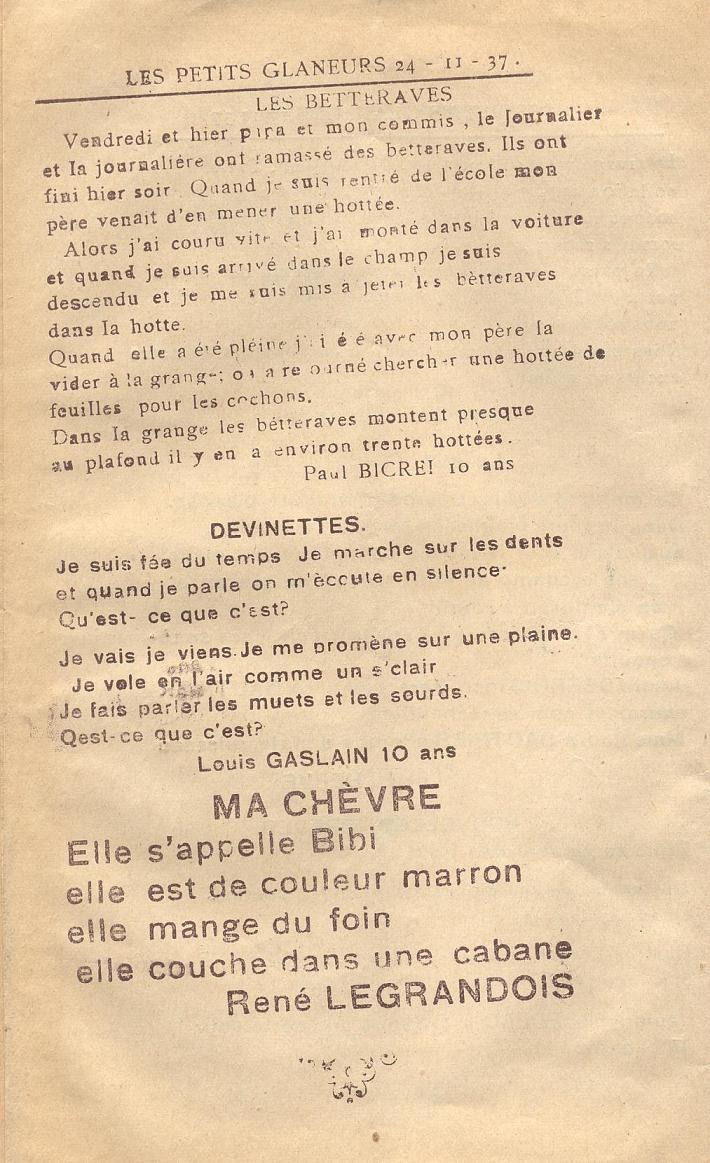 LES PETITS GLANEURS 24 - 11 - 37.
LES BETTERAVES
Vendredi et hier pıpa et mon commis , le Journalier
et la journaliére ont ramassé des betteraves. Ils ont
fini hier soir Quand je suis rentré de l'école mon
père venait d'en mener une hottée.
Alors j'ai couru vite et j'ai monté dans la voiture
et quand je suis arrivé dans le champ je suis
descendu et je me suis mis à jeter les bètteraves
dans la hotte.
Quand elle a été pléine j'ai été avec mon père la
vider à la grange; on a retourné chercher une hottée de
feuilles pour les cochons.
Dans la grange les bétteraves montent presque
au plafond il y en a environ trente hottées.
Paul 10 ans
DEVINETTES.
Je suis fée du temps Je marche sur les dents
et quand je parle on m'èccute en silence.
Qu'est- ce que c'est?
Je vais je viens.Je me promène sur une plaine.
Je vole en l'air comme un s'clair
Je fais parler les muets et les sourds.
Qest-ce que c'est?
Louis GASLAIN 10 ans
MA CHÈVRE
Elle s'appelle Bibi
elle est de couleur marron
elle mange du foin
elle couche dans une cabane
René LEGRANDOIS